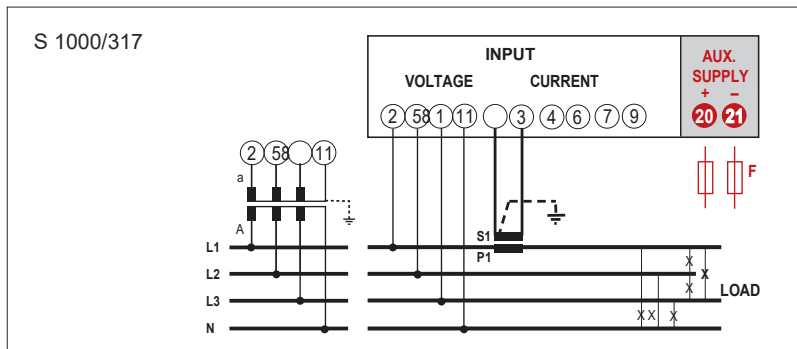 S 1000/317
INPUT
VOLTAGE CURRENT
AUX.
SUPPLY
+ –
2 58 1 11 3 4 6 7 9 20 21
2 58 11
a
A
F
S1
P1
L1
L2
L3
N
X
X X
X
X X X
LOAD